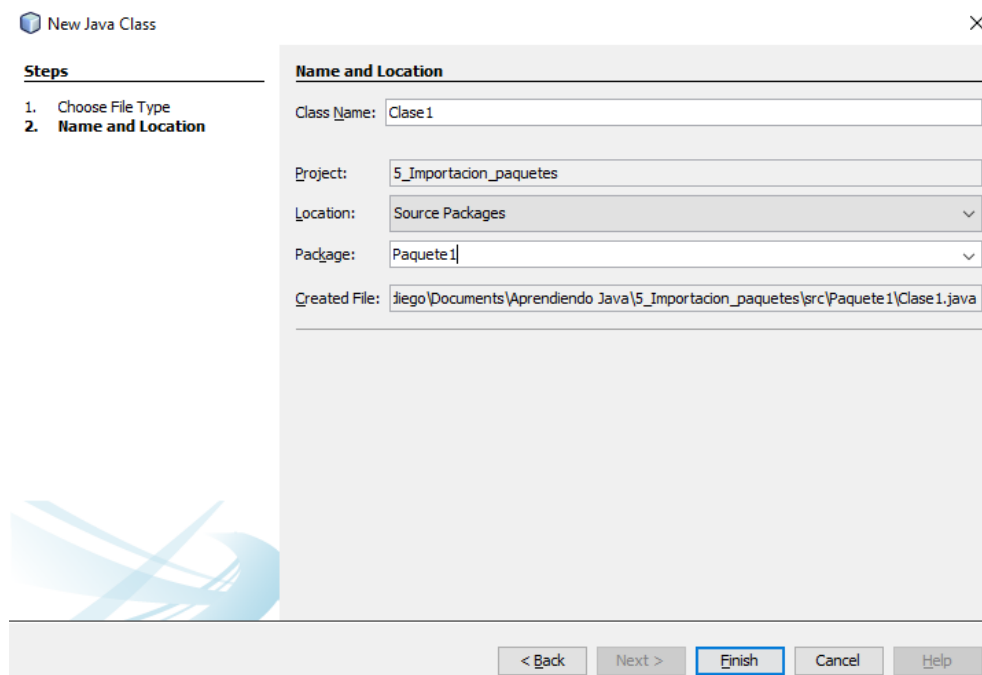 New Java Class
Steps
1. Choose File Type
2. Name and Location
Name and Location
Class Name: Clase1
Project: 5_Importacion_paquetes
Location: Source Packages
Package: Paquete1
Created File: diego\Documents\Aprendiendo Java\5_Importacion_paquetes\src\Paquete1\Clase1.java
< Back Next > Finish Cancel Help